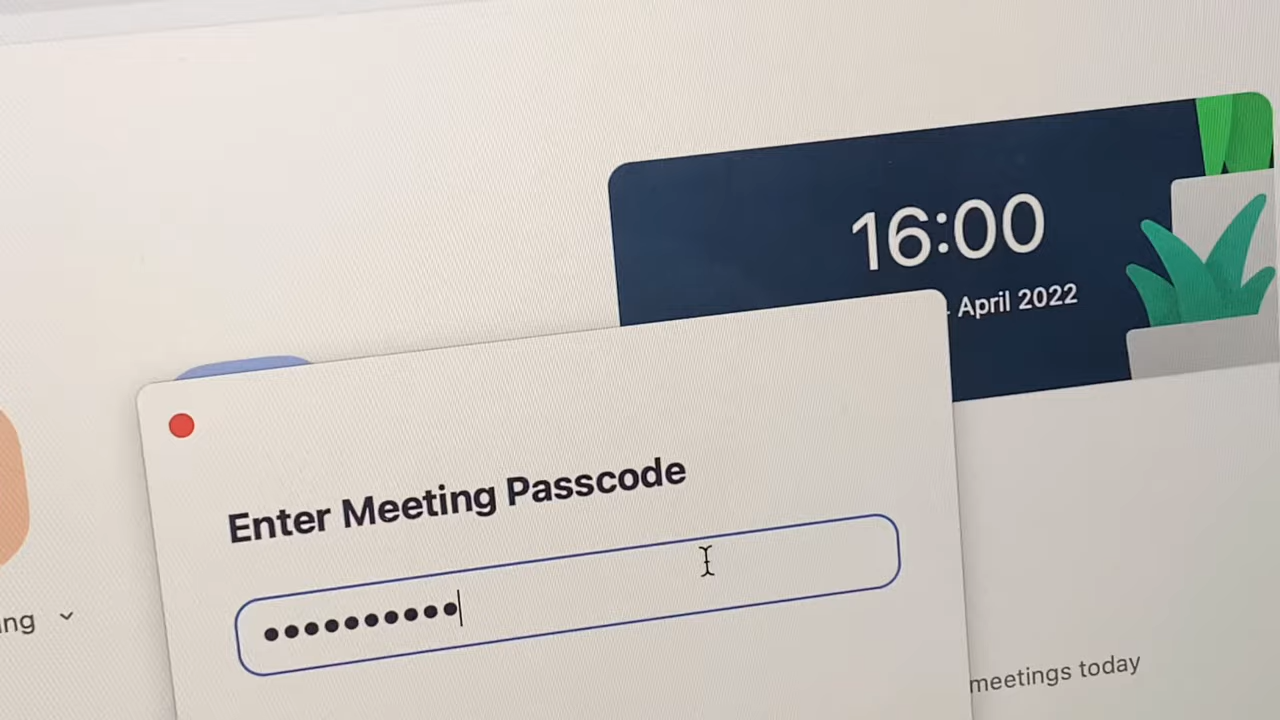 16:00
April 2022
Enter Meeting Passcode
••••••••••
ng
meetings today